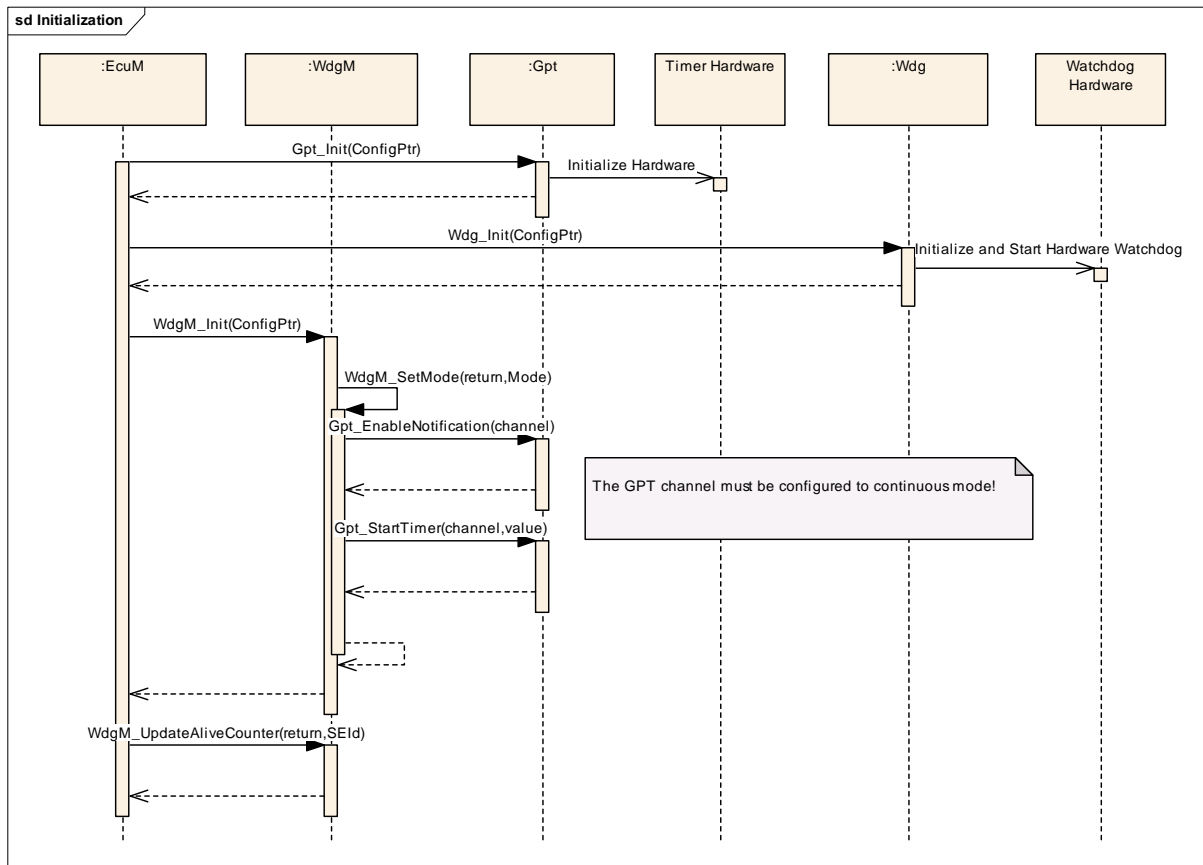 sd Initialization
:EcuM
:WdgM
:Gpt
Timer Hardware
:Wdg
Watchdog
Hardware
Gpt_Init(ConfigPtr)
Initialize Hardware
Wdg_Init(ConfigPtr)
Initialize and Start Hardware Watchdog
WdgM_Init(ConfigPtr)
WdgM_SetMode(return,Mode)
Gpt_EnableNotification(channel)
The GPT channel must be configured to continuous mode!
Gpt_StartTimer(channel,value)
WdgM_UpdateAliveCounter(return,SEId)